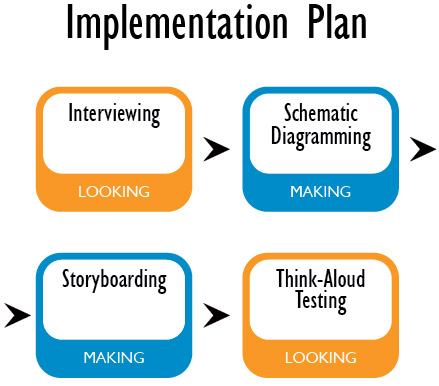 Implementation Plan
Interviewing
LOOKING
Schematic
Diagramming
MAKING
Storyboarding
MAKING
Think-Aloud
Testing
LOOKING